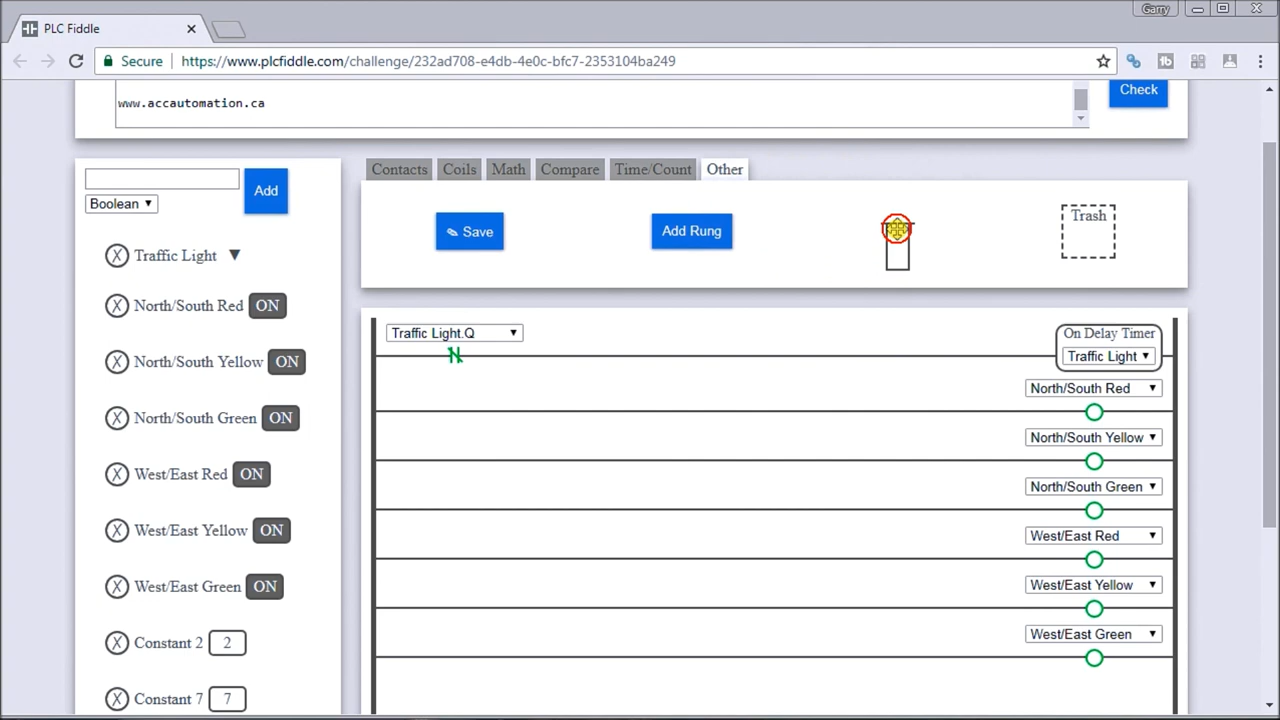 Garry
PLC Fiddle
Secure https://www.plcfiddle.com/challenge/232ad708-e4db-4e0c-bfc7-2353104ba249
www.accautomation.ca
Check
Contacts Coils Math Compare Time/Count Other
Add
Boolean
Save Add Rung Trash
X Traffic Light
X North/South Red ON
X North/South Yellow ON
X North/South Green ON
X West/East Red ON
X West/East Yellow ON
X West/East Green ON
X Constant 2 2
X Constant 7 7
Traffic Light.Q
On Delay Timer
Traffic Light
North/South Red
North/South Yellow
North/South Green
West/East Red
West/East Yellow
West/East Green